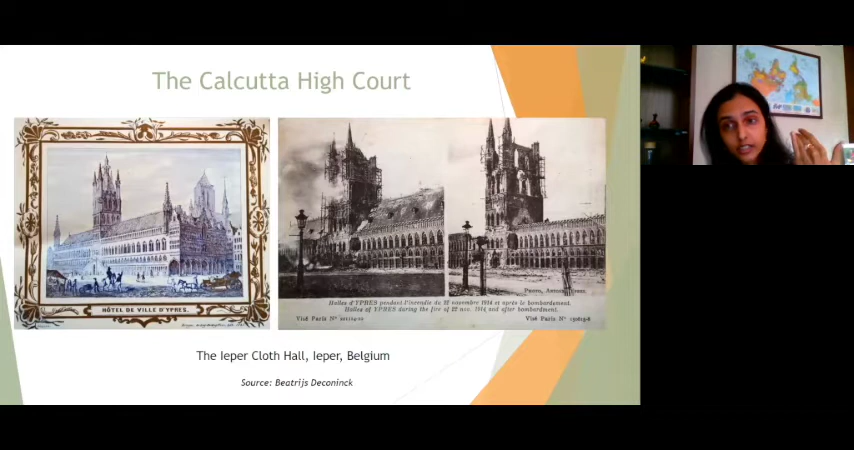 The Calcutta High Court
HÔTEL DE VILLE D'YPRES.
Halles d'YPRES pendant l'incendie du 22 novembre 1914 et après le bombardement.
Halles of YPRES during the fire of 22 nov. 1914 and after bombardment.
Visé Paris N°
Visé Paris N°
The Ieper Cloth Hall, Ieper, Belgium
Source: Beatrijs Deconinck